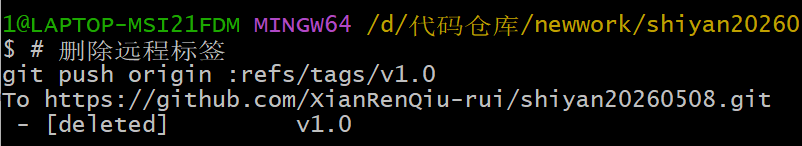 1@LAPTOP-MSI21FDM MINGW64 /d/代码仓库/newwork/shiyan20260
$ # 删除远程标签
git push origin :refs/tags/v1.0
To https://github.com/XianRenQiu-rui/shiyan20260508.git
 - [deleted]         v1.0